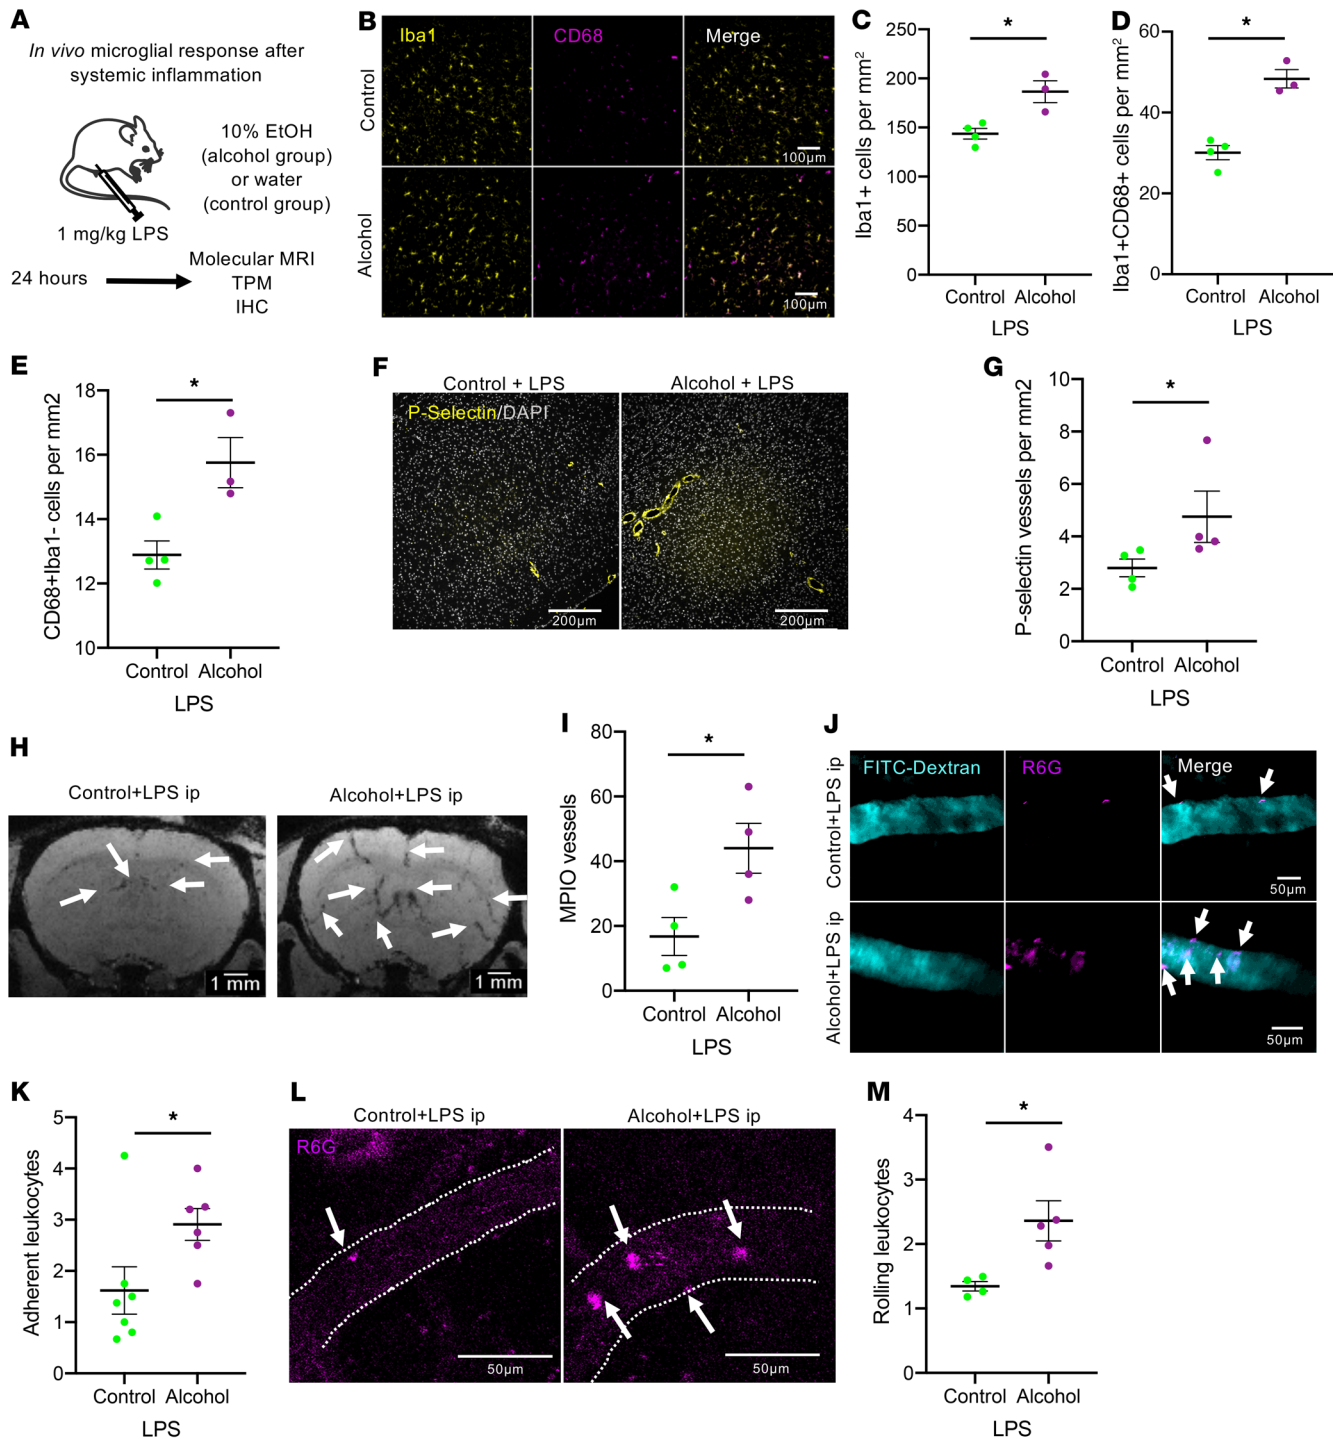 A
In vivo microglial response after
systemic inflammation
10% EtOH
(alcohol group)
or water
(control group)
1 mg/kg LPS
24 hours
Molecular MRI
TPM
IHC
B
Iba1
CD68
Merge
Control
100µm
Alcohol
100µm
C
Iba1+ cells per mm²
250
200
150
100
50
0
*
Control
Alcohol
LPS
D
Iba1+CD68+ cells per mm²
60
40
20
0
*
Control
Alcohol
LPS
E
CD68+Iba1- cells per mm2
18
16
14
12
10
*
Control
Alcohol
LPS
F
Control + LPS
Alcohol + LPS
P-Selectin/DAPI
200µm
200µm
G
P-selectin vessels per mm2
10
8
6
4
2
0
*
Control
Alcohol
LPS
H
Control+LPS ip
Alcohol+LPS ip
1 mm
1 mm
I
MPIO vessels
80
60
40
20
0
*
Control
Alcohol
LPS
J
Control+LPS ip
FITC-Dextran
R6G
Merge
50µm
Alcohol+LPS ip
50µm
K
Adherent leukocytes
5
4
3
2
1
0
*
Control
Alcohol
LPS
L
Control+LPS ip
Alcohol+LPS ip
R6G
50µm
50µm
M
Rolling leukocytes
4
3
2
1
0
*
Control
Alcohol
LPS